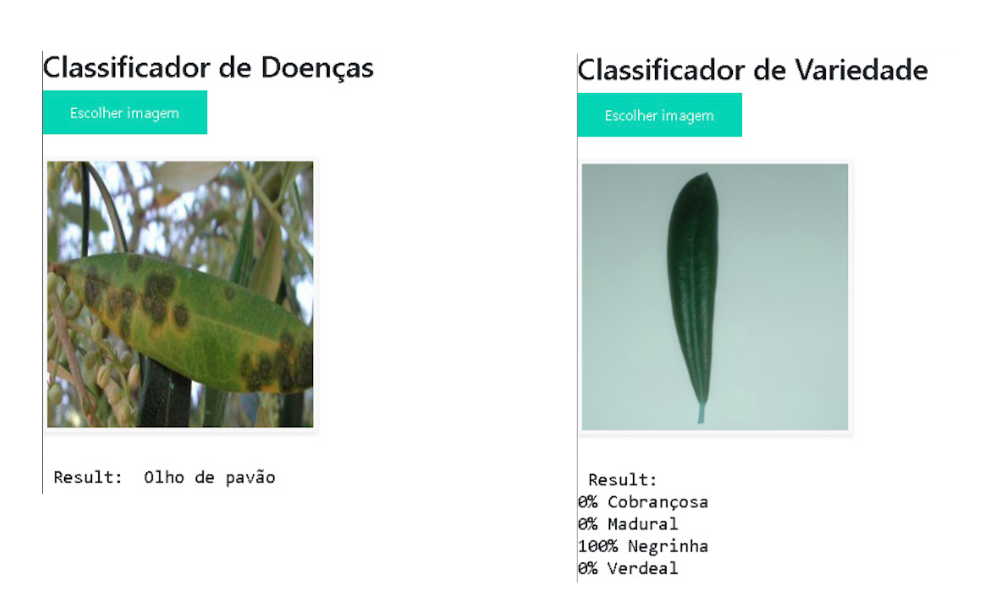 Classificador de Doenças
Escolher imagem
Result: Olho de pavão
Classificador de Variedade
Escolher imagem
Result:
0% Cobrançosa
0% Madural
100% Negrinha
0% Verdeal